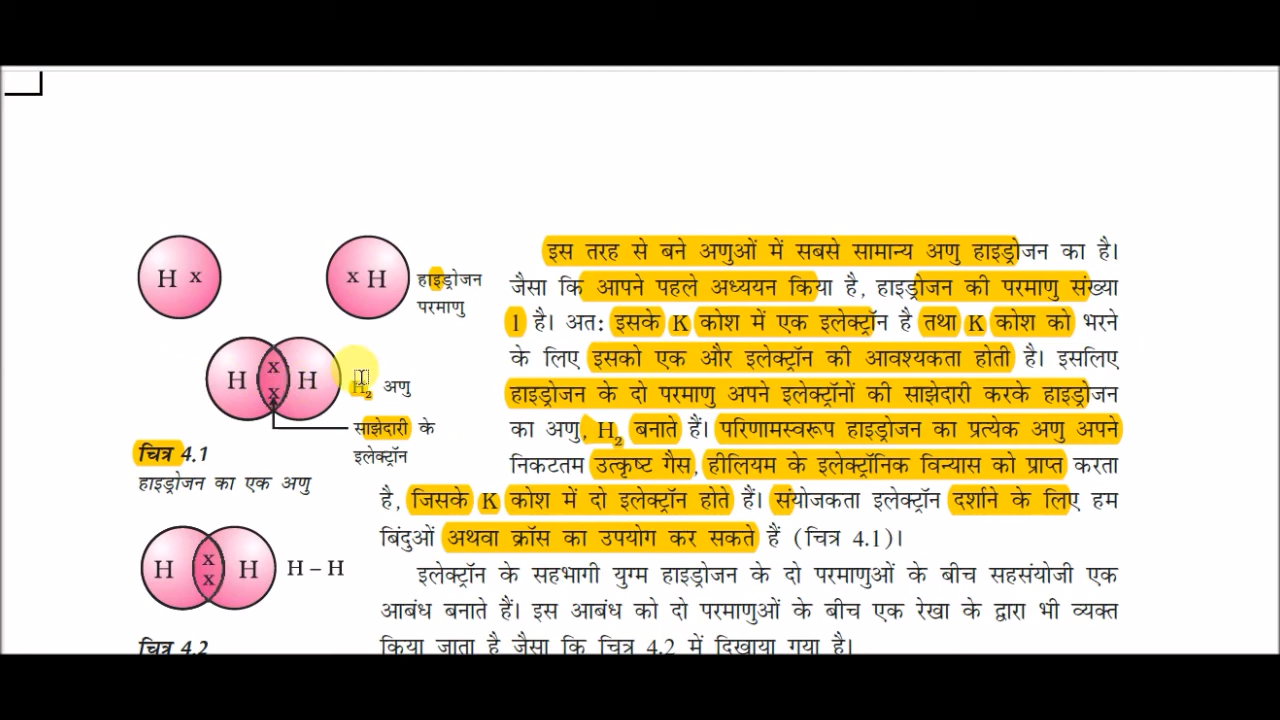 H x
x H
हाइड्रोजन
परमाणु
H x x H
H2 अणु
साझेदारी के
इलेक्ट्रॉन
चित्र 4.1
हाइड्रोजन का एक अणु
H x x H
H – H
चित्र 4.2
इस तरह से बने अणुओं में सबसे सामान्य अणु हाइड्रोजन का है।
जैसा कि आपने पहले अध्ययन किया है, हाइड्रोजन की परमाणु संख्या
1 है। अतः इसके K कोश में एक इलेक्ट्रॉन है तथा K कोश को भरने
के लिए इसको एक और इलेक्ट्रॉन की आवश्यकता होती है। इसलिए
हाइड्रोजन के दो परमाणु अपने इलेक्ट्रॉनों की साझेदारी करके हाइड्रोजन
का अणु, H2 बनाते हैं। परिणामस्वरूप हाइड्रोजन का प्रत्येक अणु अपने
निकटतम उत्कृष्ट गैस, हीलियम के इलेक्ट्रॉनिक विन्यास को प्राप्त करता
है, जिसके K कोश में दो इलेक्ट्रॉन होते हैं। संयोजकता इलेक्ट्रॉन दर्शाने के लिए हम
बिंदुओं अथवा क्रॉस का उपयोग कर सकते हैं (चित्र 4.1)।
इलेक्ट्रॉन के सहभागी युग्म हाइड्रोजन के दो परमाणुओं के बीच सहसंयोजी एक
आबंध बनाते हैं। इस आबंध को दो परमाणुओं के बीच एक रेखा के द्वारा भी व्यक्त
किया जाता है जैसा कि चित्र 4.2 में दिखाया गया है।